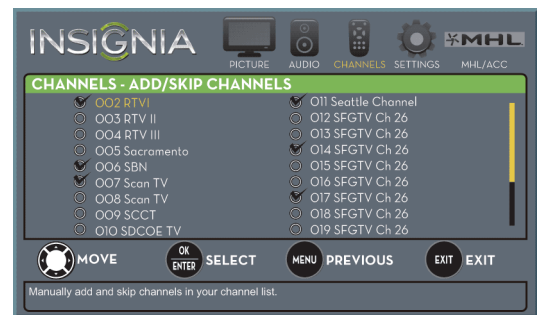 INSIGNIA
PICTURE AUDIO CHANNELS SETTINGS MHL/ACC
MHL
CHANNELS - ADD/SKIP CHANNELS
002 RTVI
003 RTV II
004 RTV III
005 Sacramento
006 SBN
007 Scan TV
008 Scan TV
009 SCCT
010 SDCOE TV
011 Seattle Channel
012 SFGTV Ch 26
013 SFGTV Ch 26
014 SFGTV Ch 26
015 SFGTV Ch 26
016 SFGTV Ch 26
017 SFGTV Ch 26
018 SFGTV Ch 26
019 SFGTV Ch 26
MOVE OK ENTER SELECT MENU PREVIOUS EXIT EXIT
Manually add and skip channels in your channel list.